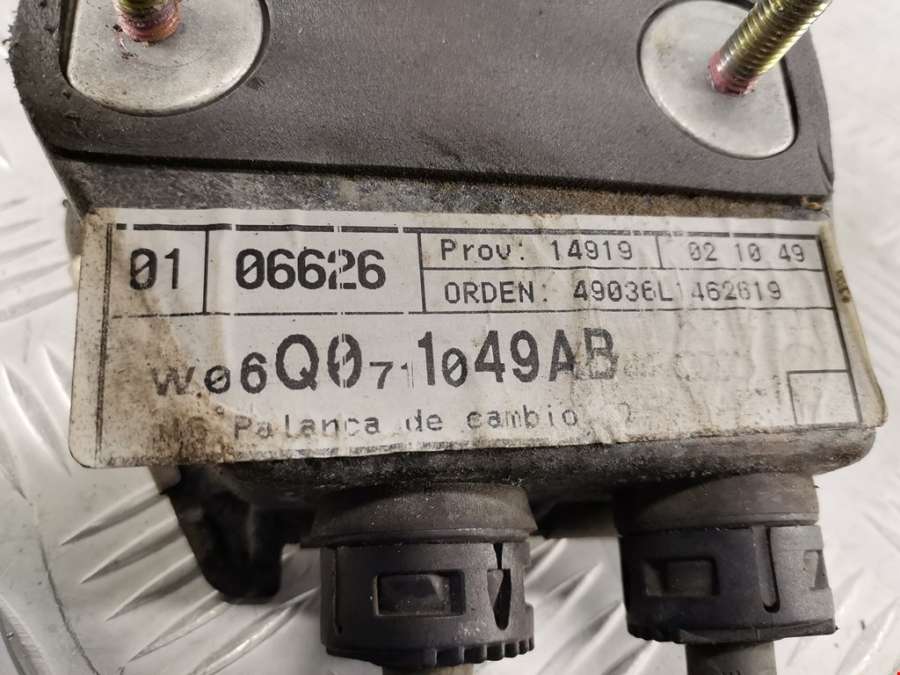 01 06626 Prov: 14919 02 10 49
ORDEN: 49036L1462619
W06Q0711049AB
Palanca de cambio